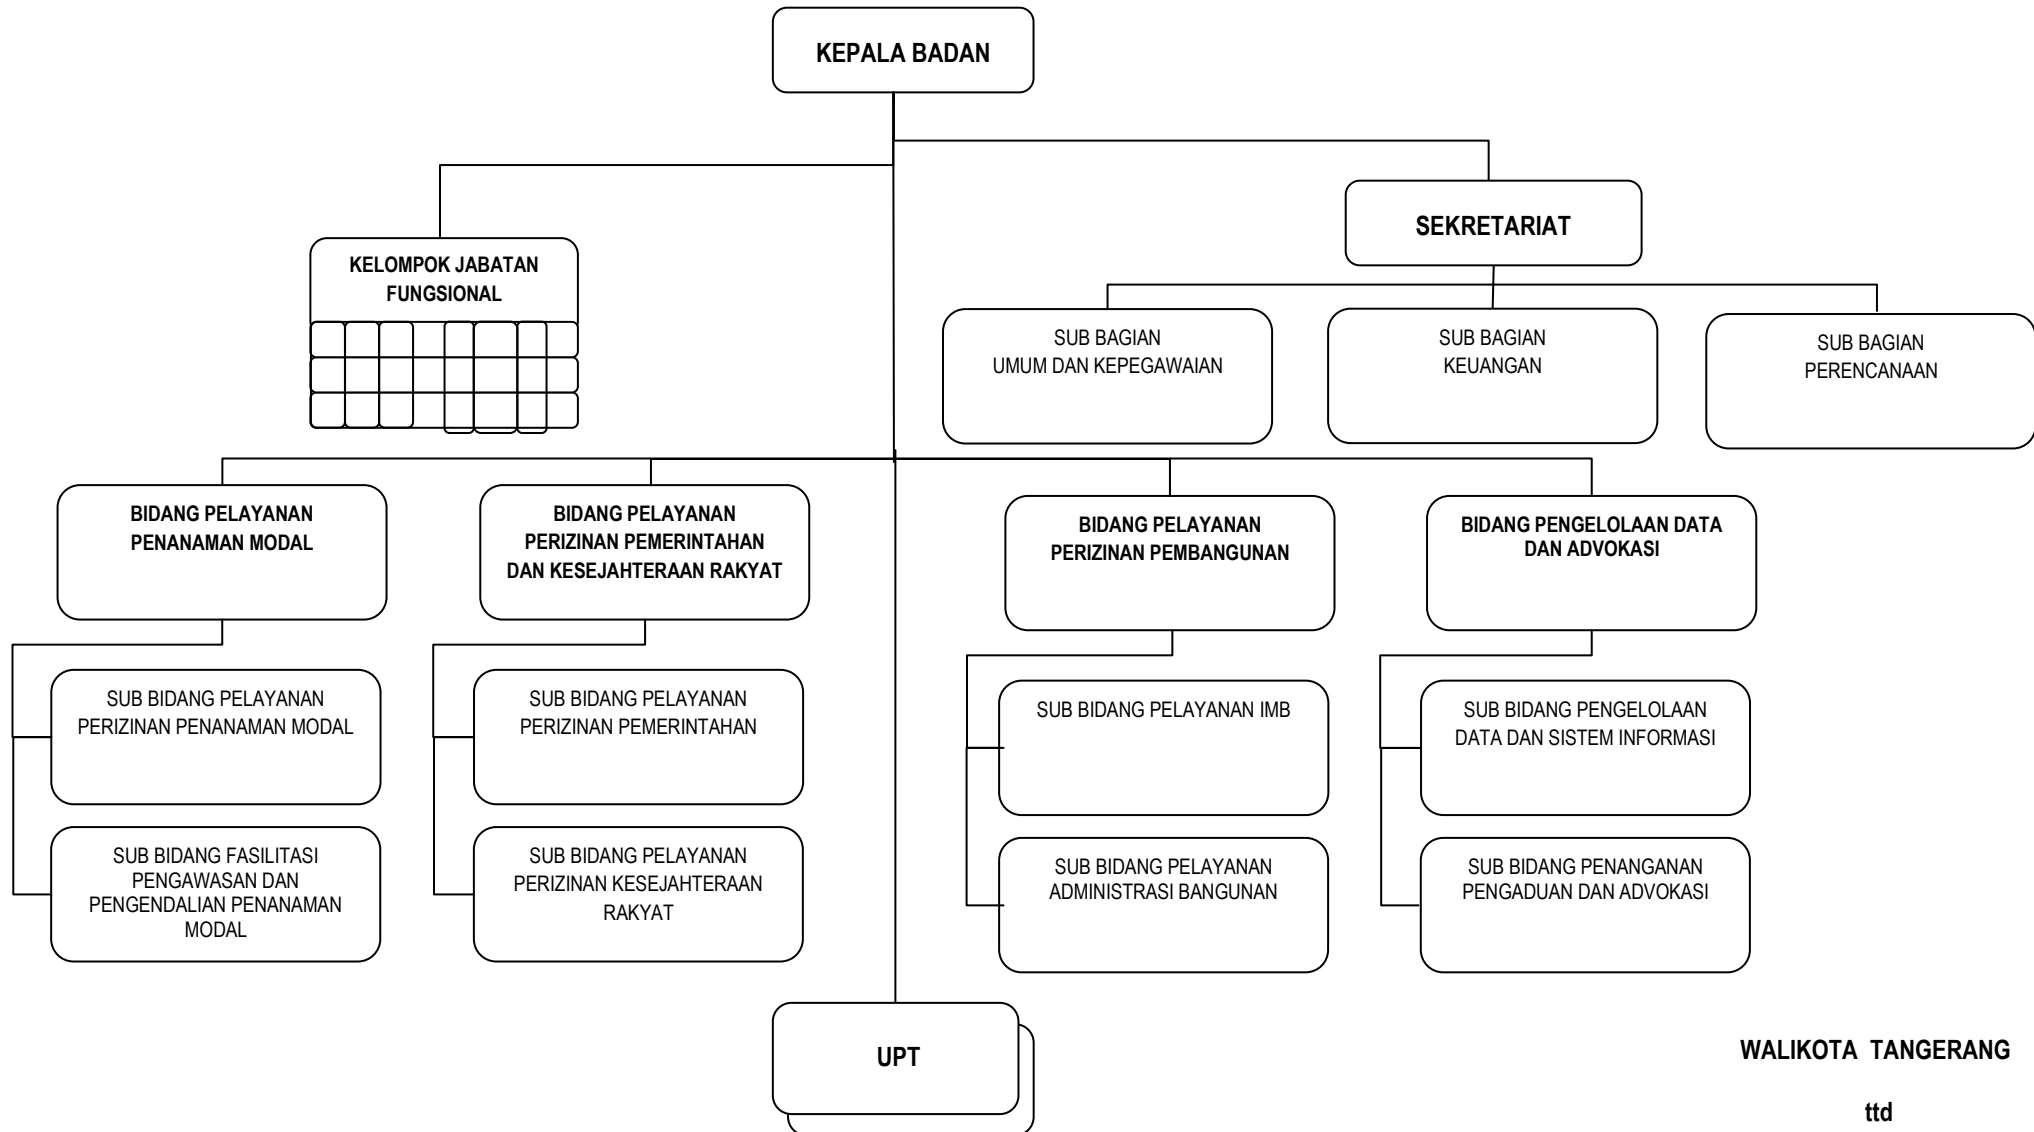 KEPALA BADAN
SEKRETARIAT
KELOMPOK JABATAN
FUNGSIONAL
SUB BAGIAN
UMUM DAN KEPEGAWAIAN
SUB BAGIAN
KEUANGAN
SUB BAGIAN
PERENCANAAN
BIDANG PELAYANAN
PENANAMAN MODAL
BIDANG PELAYANAN
PERIZINAN PEMERINTAHAN
DAN KESEJAHTERAAN RAKYAT
BIDANG PELAYANAN
PERIZINAN PEMBANGUNAN
BIDANG PENGELOLAAN DATA
DAN ADVOKASI
SUB BIDANG PELAYANAN
PERIZINAN PENANAMAN MODAL
SUB BIDANG PELAYANAN
PERIZINAN PEMERINTAHAN
SUB BIDANG PELAYANAN IMB
SUB BIDANG PENGELOLAAN
DATA DAN SISTEM INFORMASI
SUB BIDANG FASILITASI
PENGAWASAN DAN
PENGENDALIAN PENANAMAN
MODAL
SUB BIDANG PELAYANAN
PERIZINAN KESEJAHTERAAN
RAKYAT
SUB BIDANG PELAYANAN
ADMINISTRASI BANGUNAN
SUB BIDANG PENANGANAN
PENGADUAN DAN ADVOKASI
UPT
WALIKOTA TANGERANG
ttd